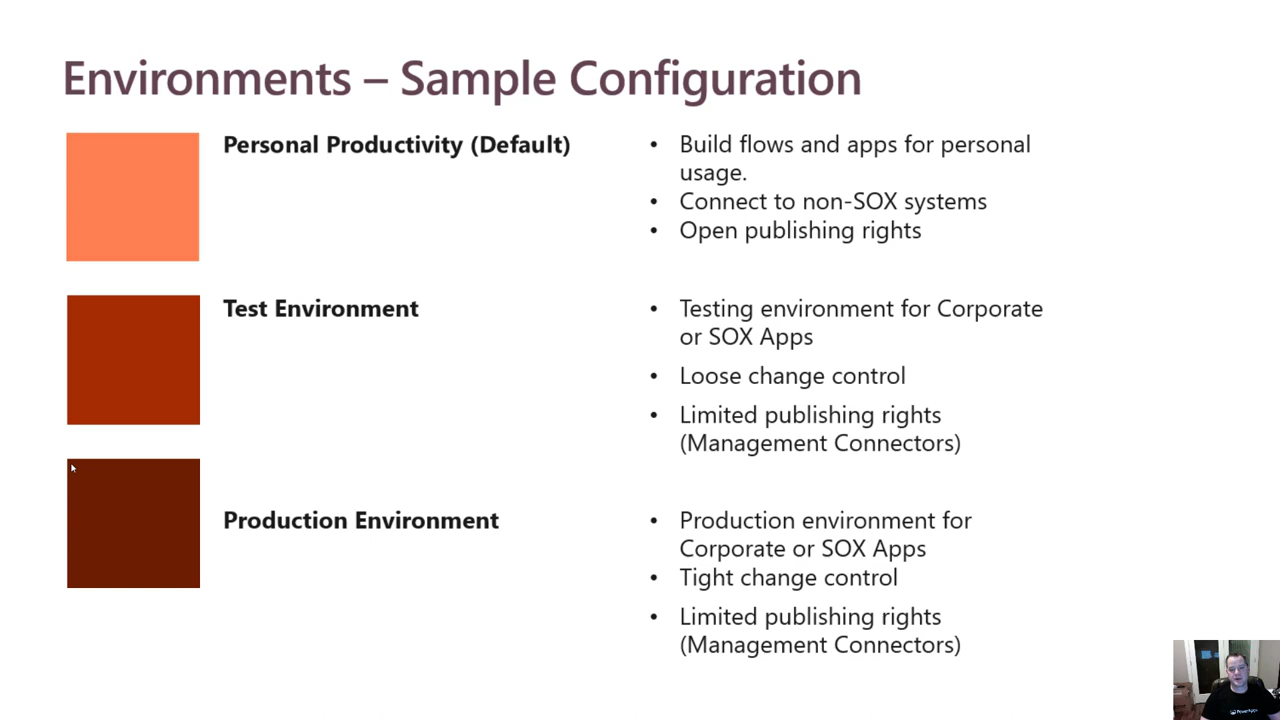 Environments – Sample Configuration
Personal Productivity (Default)
• Build flows and apps for personal
usage.
• Connect to non-SOX systems
• Open publishing rights
Test Environment
• Testing environment for Corporate
or SOX Apps
• Loose change control
• Limited publishing rights
(Management Connectors)
Production Environment
• Production environment for
Corporate or SOX Apps
• Tight change control
• Limited publishing rights
(Management Connectors)
PowerApps